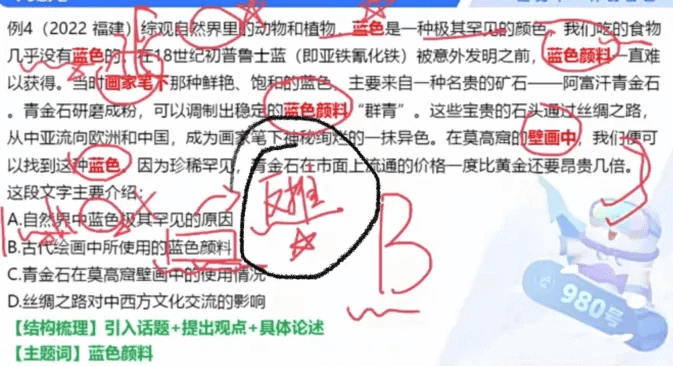 例4（2022 福建）综观自然界里的动物和植物，蓝色是一种极其罕见的颜色，我们吃的食物
几乎没有蓝色的，在18世纪初普鲁士蓝（即亚铁氰化铁）被意外发明之前，蓝色颜料一直难
以获得。当时画家笔下那种鲜艳、饱和的蓝色，主要来自一种名贵的矿石——阿富汗青金石
。青金石研磨成粉，可以调制出稳定的蓝色颜料“群青”。这些宝贵的石头通过丝绸之路，
从中亚流向欧洲和中国，成为画家笔下神秘绚烂的一抹异色。在莫高窟的壁画中，我们便可
以找到这种蓝色，因为珍稀罕见，青金石在市面上流通的价格一度比黄金还要昂贵几倍。
这段文字主要介绍：
A.自然界中蓝色极其罕见的原因
B.古代绘画中所使用的蓝色颜料
C.青金石在莫高窟壁画中的使用情况
D.丝绸之路对中西方文化交流的影响
【结构梳理】引入话题+提出观点+具体论述
【主题词】蓝色颜料
反推
B
980号